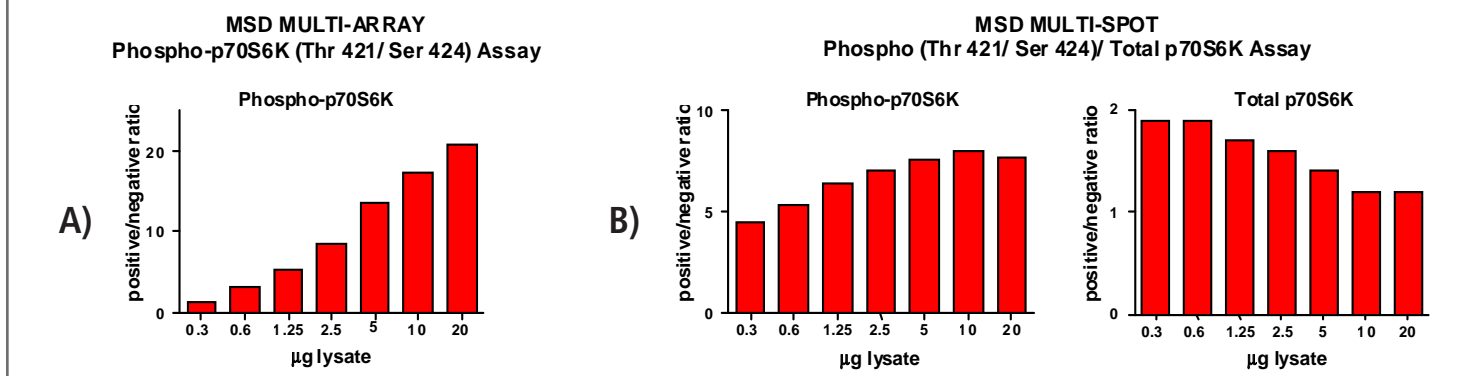 MSD MULTI-ARRAY
Phospho-p70S6K (Thr 421/ Ser 424) Assay
A)
Phospho-p70S6K
positive/negative ratio
20
10
0
0.3 0.6 1.25 2.5 5 10 20
µg lysate
MSD MULTI-SPOT
Phospho (Thr 421/ Ser 424)/ Total p70S6K Assay
B)
Phospho-p70S6K
positive/negative ratio
10
5
0
0.3 0.6 1.25 2.5 5 10 20
µg lysate
Total p70S6K
positive/negative ratio
2
1
0
0.3 0.6 1.25 2.5 5 10 20
µg lysate